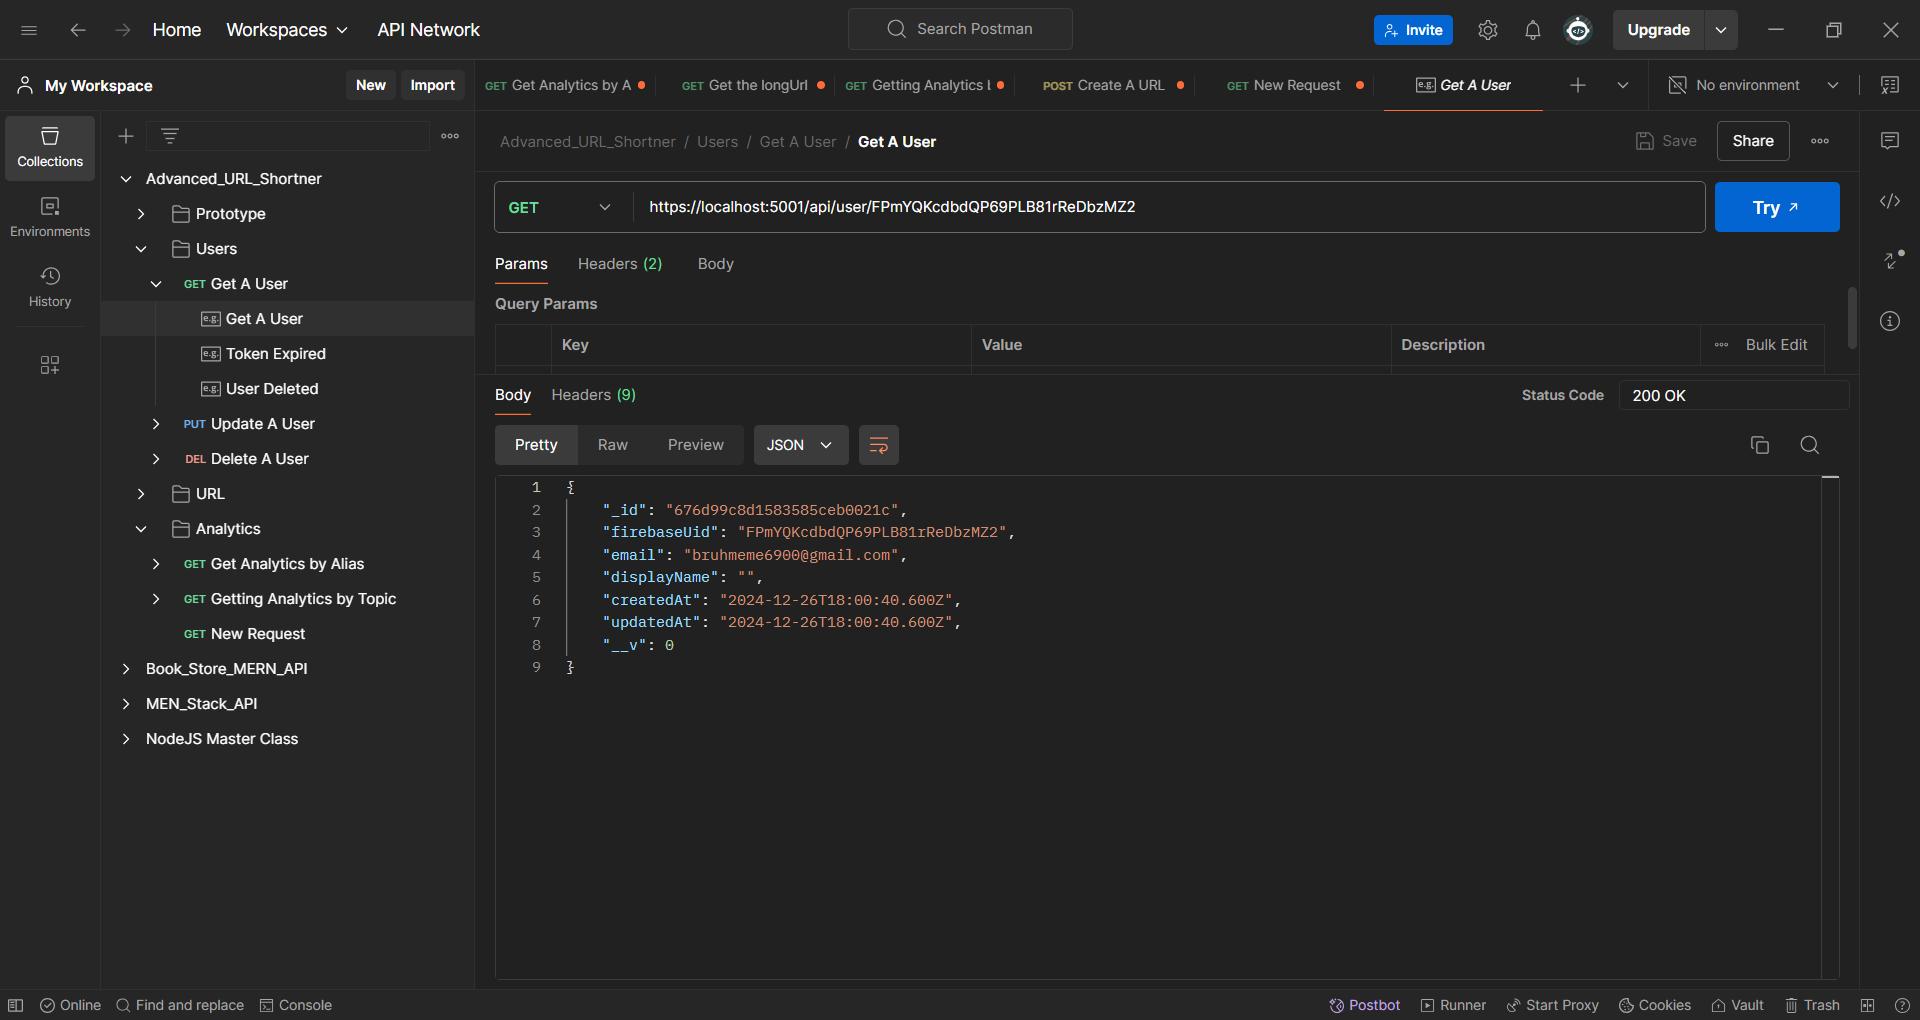 Home Workspaces API Network Search Postman Invite Upgrade
My Workspace New Import GET Get Analytics by A GET Get the longUrl GET Getting Analytics POST Create A URL GET New Request e.g. Get A User No environment
Collections
Environments
History
Advanced_URL_Shortner
Prototype
Users
GET Get A User
e.g. Get A User
e.g. Token Expired
e.g. User Deleted
PUT Update A User
DEL Delete A User
URL
Analytics
GET Get Analytics by Alias
GET Getting Analytics by Topic
GET New Request
Book_Store_MERN_API
MEN_Stack_API
NodeJS Master Class
Advanced_URL_Shortner / Users / Get A User / Get A User Save Share
GET https://localhost:5001/api/user/FPmYQKcdbdQP69PLB81rReDbzMZ2 Try
Params Headers (2) Body
Query Params
Key Value Description Bulk Edit
Body Headers (9) Status Code 200 OK
Pretty Raw Preview JSON
1 {
2 "_id": "676d99c8d1583585ceb0021c",
3 "firebaseUid": "FPmYQKcdbdQP69PLB81rReDbzMZ2",
4 "email": "bruhmeme6900@gmail.com",
5 "displayName": "",
6 "createdAt": "2024-12-26T18:00:40.600Z",
7 "updatedAt": "2024-12-26T18:00:40.600Z",
8 "__v": 0
9 }
Online Find and replace Console Postbot Runner Start Proxy Cookies Vault Trash